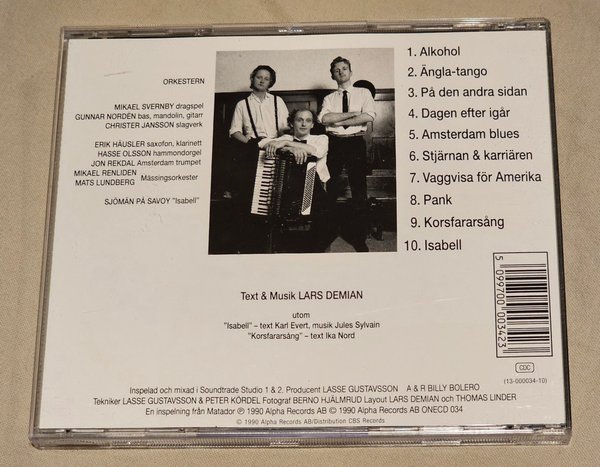 ORKESTERN
MIKAEL SVERNBY dragspel
GUNNAR NORDÉN bas, mandolin, gitarr
CHRISTER JANSSON slagverk
ERIK HÄUSLER saxofon, klarinett
HASSE OLSSON hammondorgel
JON REKDAL Amsterdam trumpet
MIKAEL RENLIDEN
MATS LUNDBERG
Mässingsorkester
SJÖMÄN PÅ SAVOY "Isabell"
1. Alkohol
2. Ängla-tango
3. På den andra sidan
4. Dagen efter igår
5. Amsterdam blues
6. Stjärnan & karriären
7. Vaggvisa för Amerika
8. Pank
9. Korsfararsång
10. Isabell
Text & Musik LARS DEMIAN
utom
"Isabell" – text Karl Evert, musik Jules Sylvain
"Korsfararsång" – text Ika Nord
5 099700 003423
CDC
(13-000034-10)
Inspelad och mixad i Soundtrade Studio 1 & 2. Producent LASSE GUSTAVSSON A & R BILLY BOLERO
Tekniker LASSE GUSTAVSSON & PETER KÖRDEL Fotograf BERNO HJÄLMRUD Layout LARS DEMIAN och THOMAS LINDER
En inspelning från Matador ℗ 1990 Alpha Records AB © 1990 Alpha Records AB ONECD 034
© 1990 Alpha Records AB/Distribution CBS Records